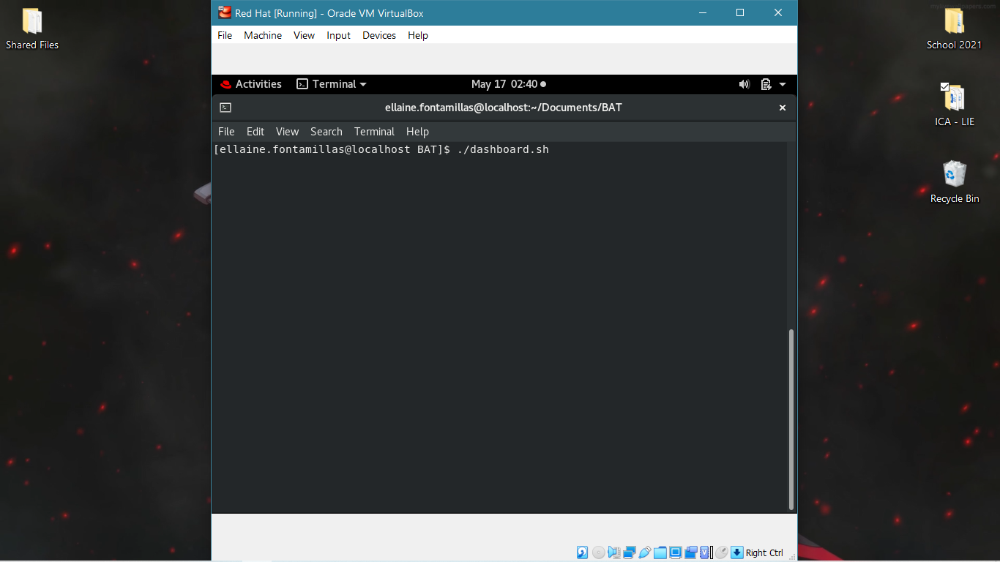 Shared Files
Red Hat [Running] - Oracle VM VirtualBox
File Machine View Input Devices Help
Activities Terminal May 17 02:40
ellaine.fontamillas@localhost:~/Documents/BAT
File Edit View Search Terminal Help
[ellaine.fontamillas@localhost BAT]$ ./dashboard.sh
Right Ctrl
School 2021
ICA - LIE
Recycle Bin